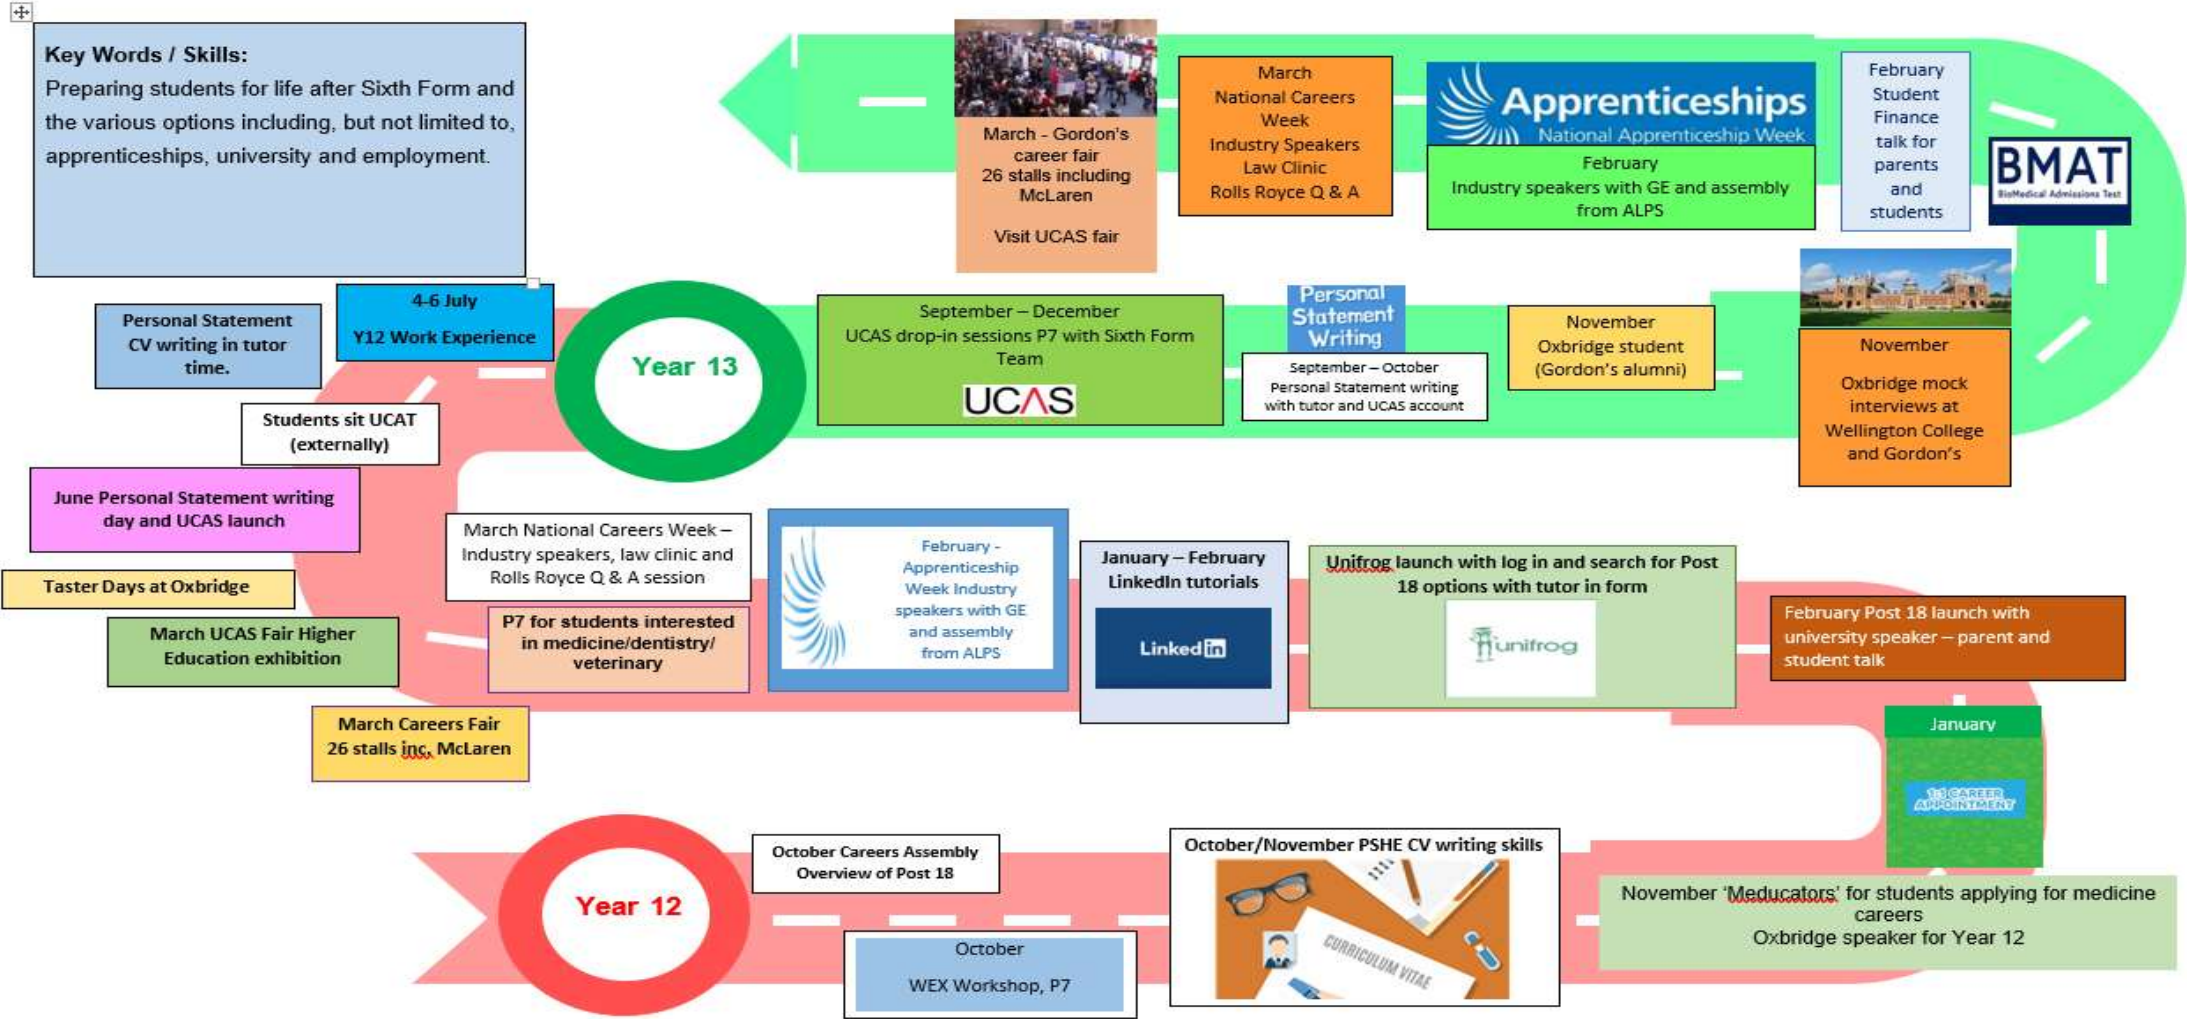 Key Words / Skills:
Preparing students for life after Sixth Form and
the various options including, but not limited to,
apprenticeships, university and employment.
March - Gordon's
career fair
26 stalls including
McLaren
Visit UCAS fair
March
National Careers
Week
Industry Speakers
Law Clinic
Rolls Royce Q & A
Apprenticeships
National Apprenticeship Week
February
Industry speakers with GE and assembly
from ALPS
February
Student
Finance
talk for
parents
and
students
BMAT
BioMedical Admissions Test
Personal Statement
CV writing in tutor
time.
4-6 July
Y12 Work Experience
Year 13
September – December
UCAS drop-in sessions P7 with Sixth Form
Team
UCAS
Personal
Statement
Writing
September – October
Personal Statement writing
with tutor and UCAS account
November
Oxbridge student
(Gordon's alumni)
November
Oxbridge mock
interviews at
Wellington College
and Gordon's
Students sit UCAT
(externally)
June Personal Statement writing
day and UCAS launch
Taster Days at Oxbridge
March UCAS Fair Higher
Education exhibition
March Careers Fair
26 stalls inc. McLaren
March National Careers Week –
Industry speakers, law clinic and
Rolls Royce Q & A session
P7 for students interested
in medicine/dentistry/
veterinary
February -
Apprenticeship
Week Industry
speakers with GE
and assembly
from ALPS
January – February
LinkedIn tutorials
Linked in
Unifrog launch with log in and search for Post
18 options with tutor in form
unifrog
February Post 18 launch with
university speaker – parent and
student talk
January
1:1 CAREER
APPOINTMENT
Year 12
October Careers Assembly
Overview of Post 18
October
WEX Workshop, P7
October/November PSHE CV writing skills
CURRICULUM VITAE
November 'Meducators' for students applying for medicine
careers
Oxbridge speaker for Year 12